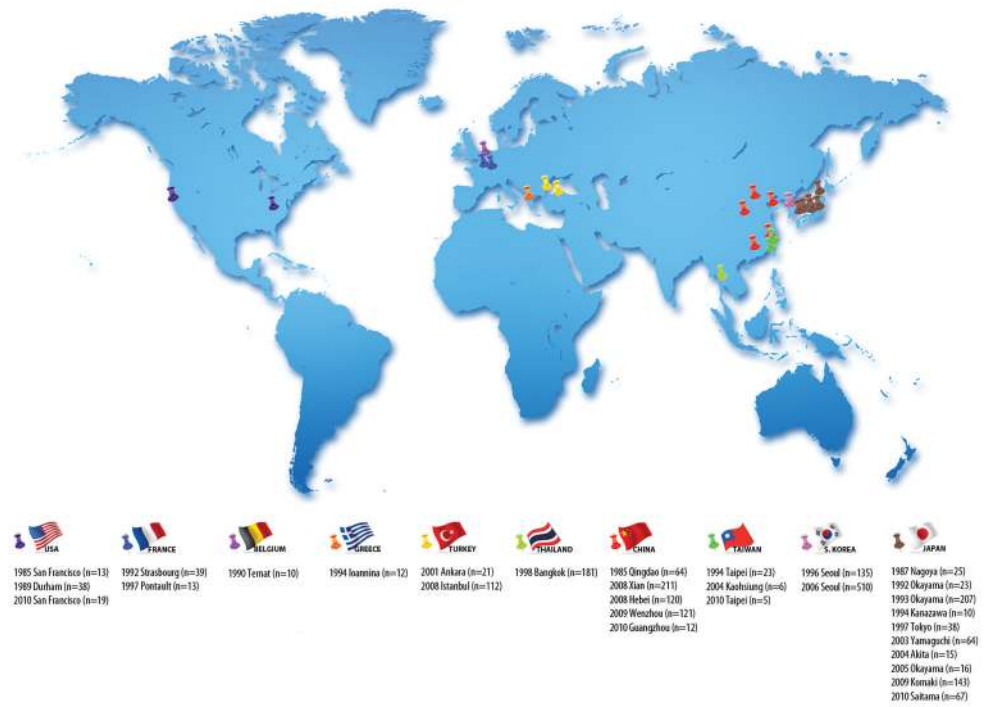 USA
1985 San Francisco (n=13)
1989 Durham (n=38)
2010 San Francisco (n=19)
FRANCE
1992 Strasbourg (n=39)
1997 Pontault (n=13)
BELGIUM
1990 Ternat (n=10)
GREECE
1994 Ioannina (n=12)
TURKEY
2001 Ankara (n=21)
2008 Istanbul (n=112)
THAILAND
1998 Bangkok (n=181)
CHINA
1985 Qingdao (n=64)
2008 Xian (n=211)
2008 Hebei (n=120)
2009 Wenzhou (n=121)
2010 Guangzhou (n=12)
TAIWAN
1994 Taipei (n=23)
2004 Kaohsiung (n=6)
2010 Taipei (n=5)
S. KOREA
1996 Seoul (n=135)
2006 Seoul (n=510)
JAPAN
1987 Nagoya (n=25)
1992 Okayama (n=23)
1993 Okayama (n=207)
1994 Kanazawa (n=10)
1997 Tokyo (n=38)
2003 Yamaguchi (n=64)
2004 Akita (n=15)
2005 Okayama (n=16)
2009 Komaki (n=143)
2010 Saitama (n=67)